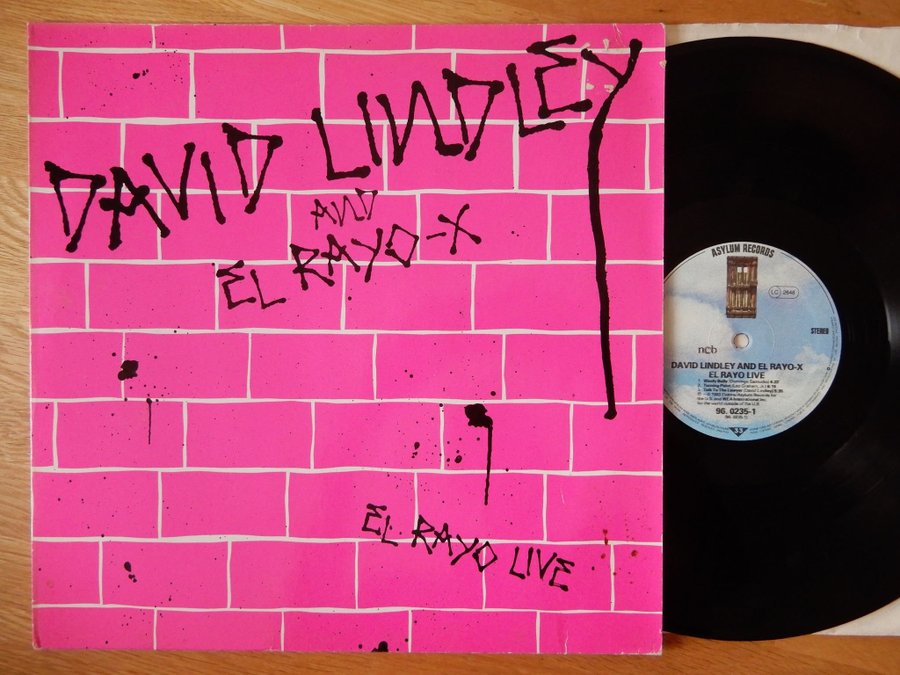 DAVID LINDLEY
AND
EL RAYO-X
EL RAYO LIVE
ASYLUM RECORDS
LC 2646
STEREO
ncb
DAVID LINDLEY AND EL RAYO-X
EL RAYO LIVE
96. 0235-1
33